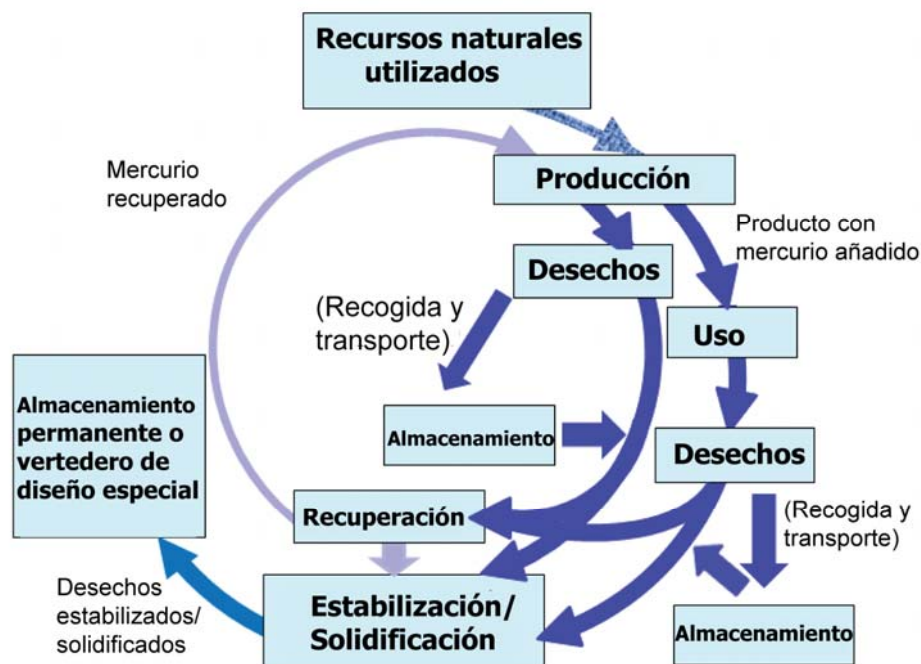 Recursos naturales
utilizados
Mercurio
recuperado
Producción
Producto con
mercurio añadido
Desechos
(Recogida y
transporte)
Uso
Almacenamiento
permanente o
vertedero de
diseño especial
Almacenamiento
Desechos
Recuperación
(Recogida y
transporte)
Desechos
estabilizados/
solidificados
Estabilización/
Solidificación
Almacenamiento